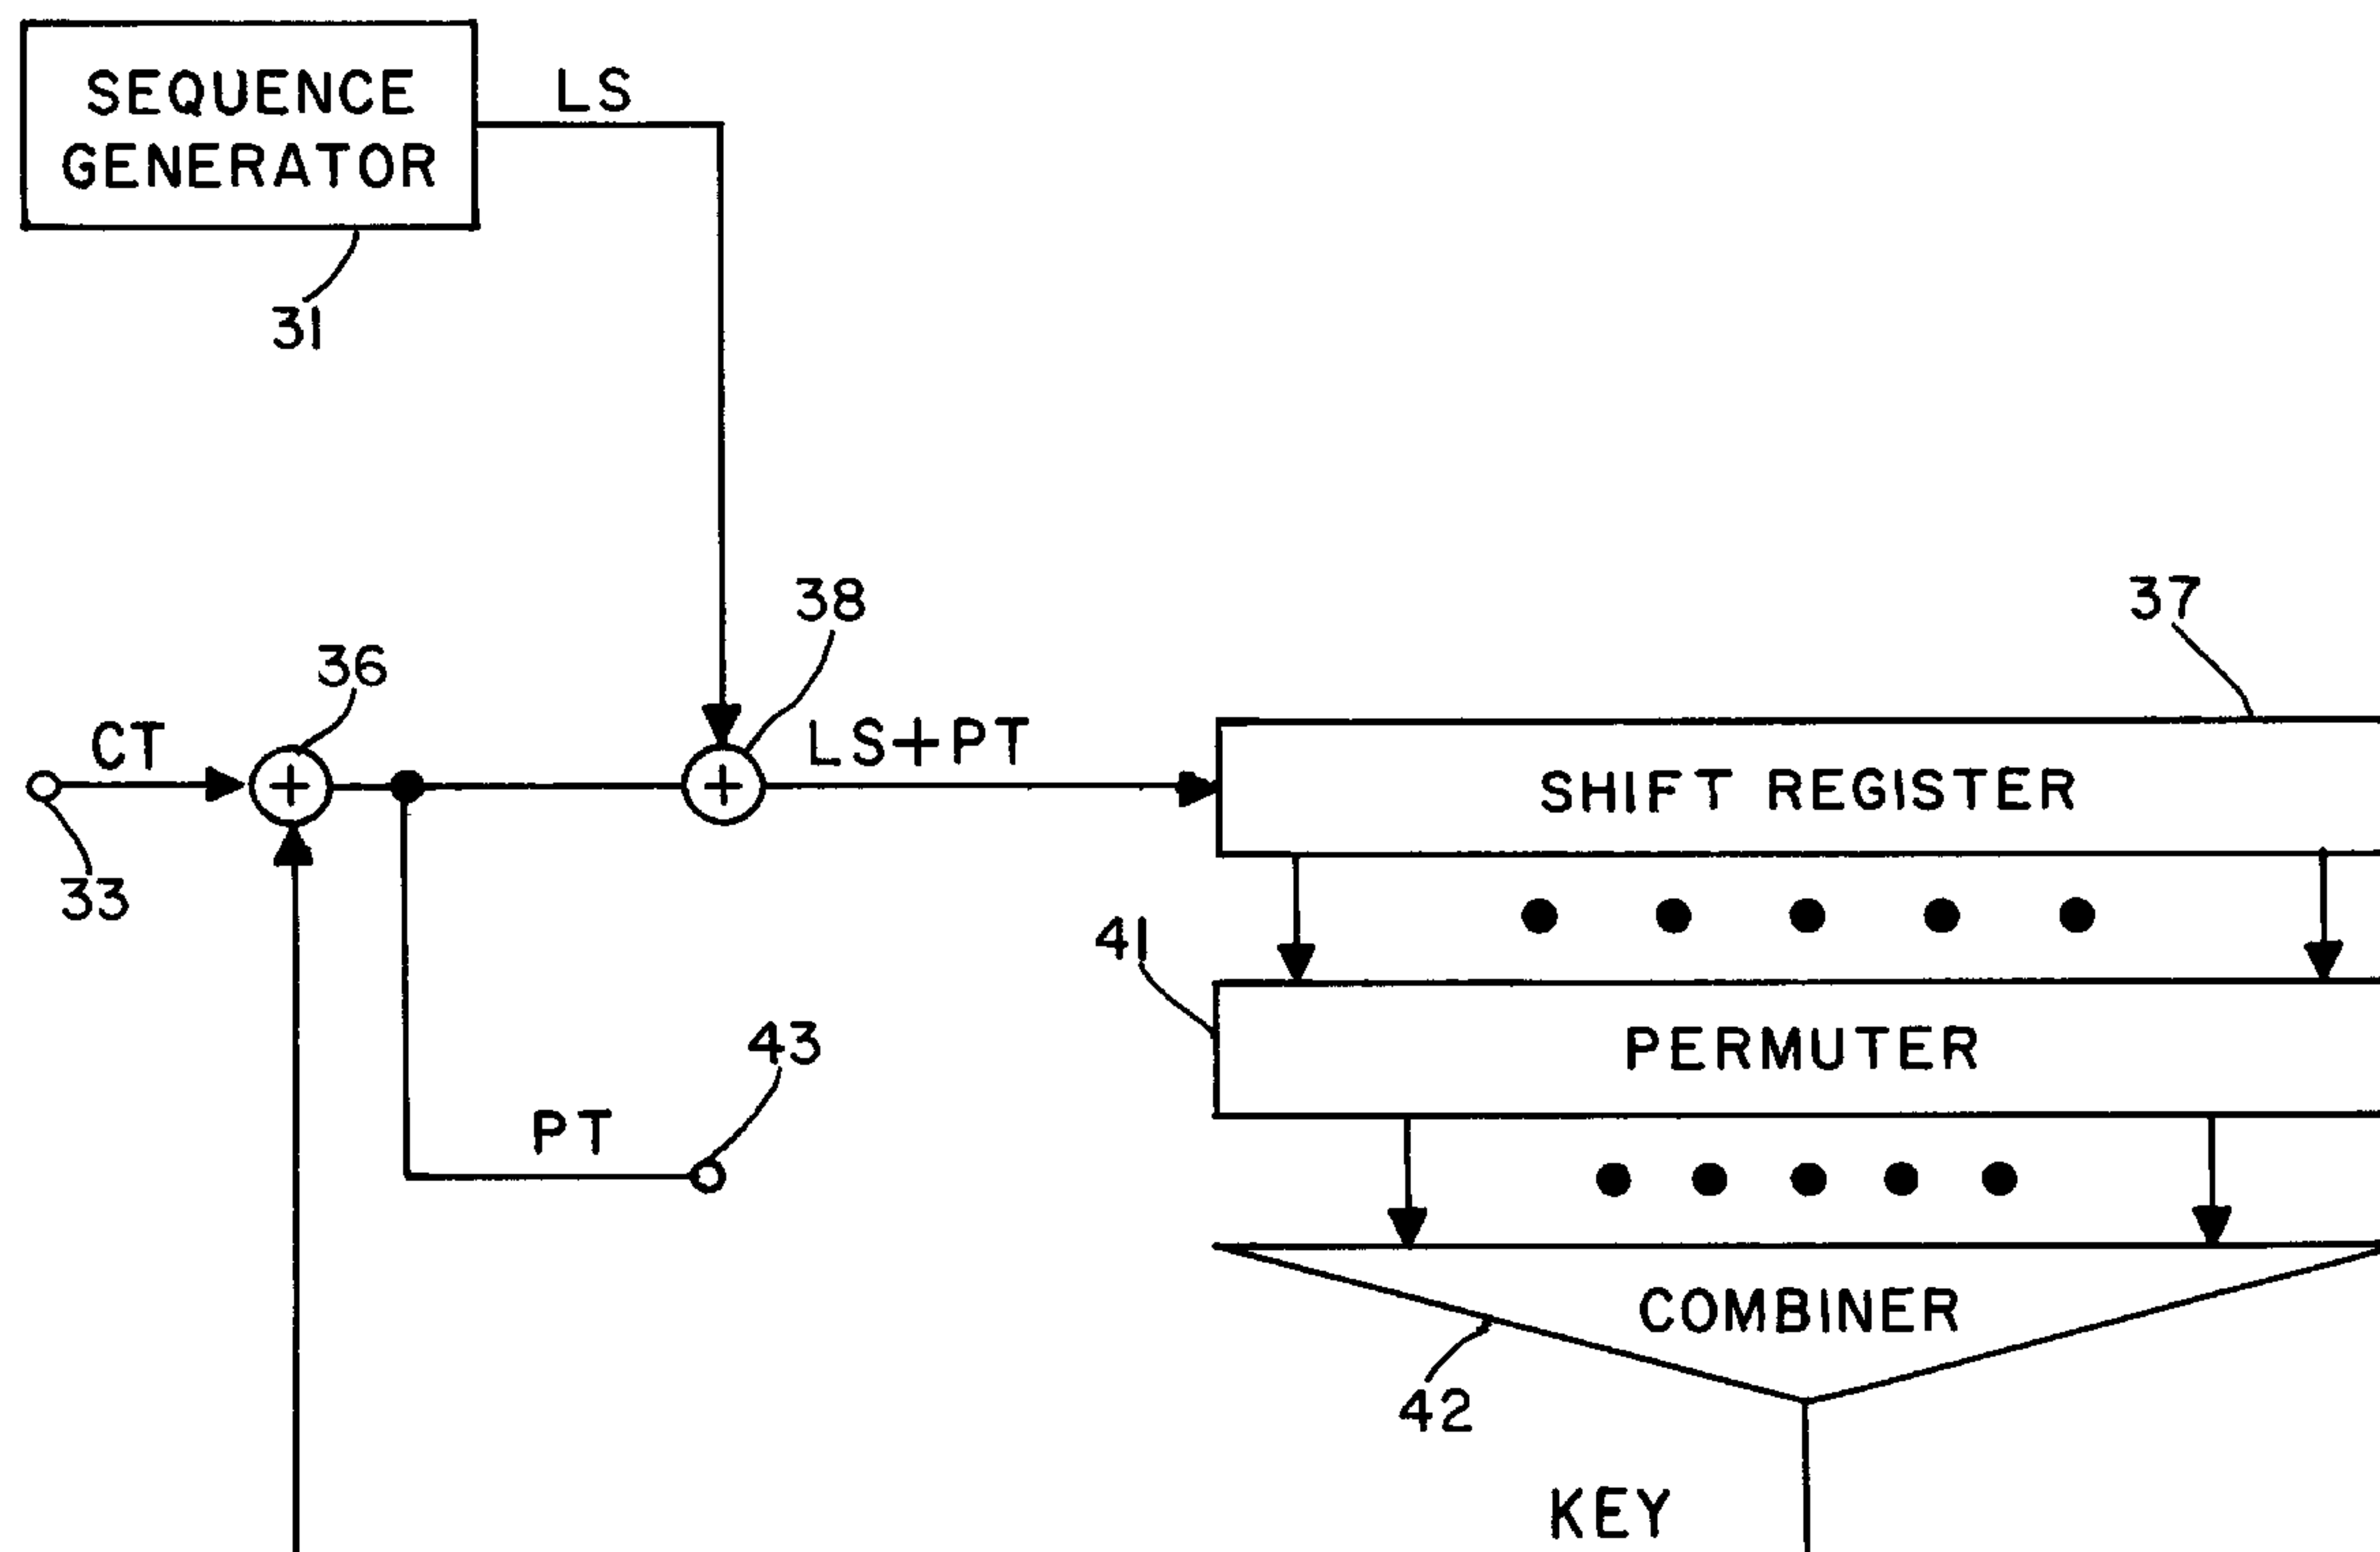 SEQUENCE
GENERATOR
LS
31
38
37
36
CT
LS+PT
SHIFT REGISTER
33
41
PERMUTER
43
PT
COMBINER
42
KEY